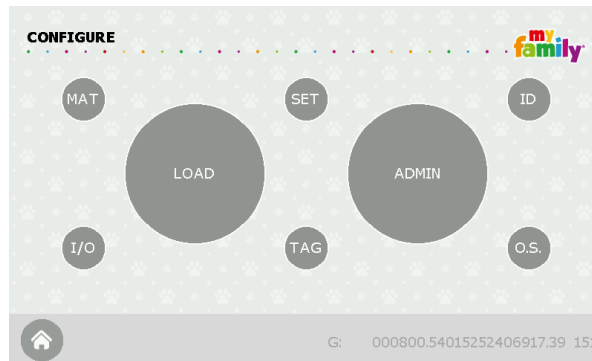 CONFIGURE
my
family
MAT
SET
ID
LOAD
ADMIN
I/O
TAG
O.S.
G: 000800.54015252406917.39